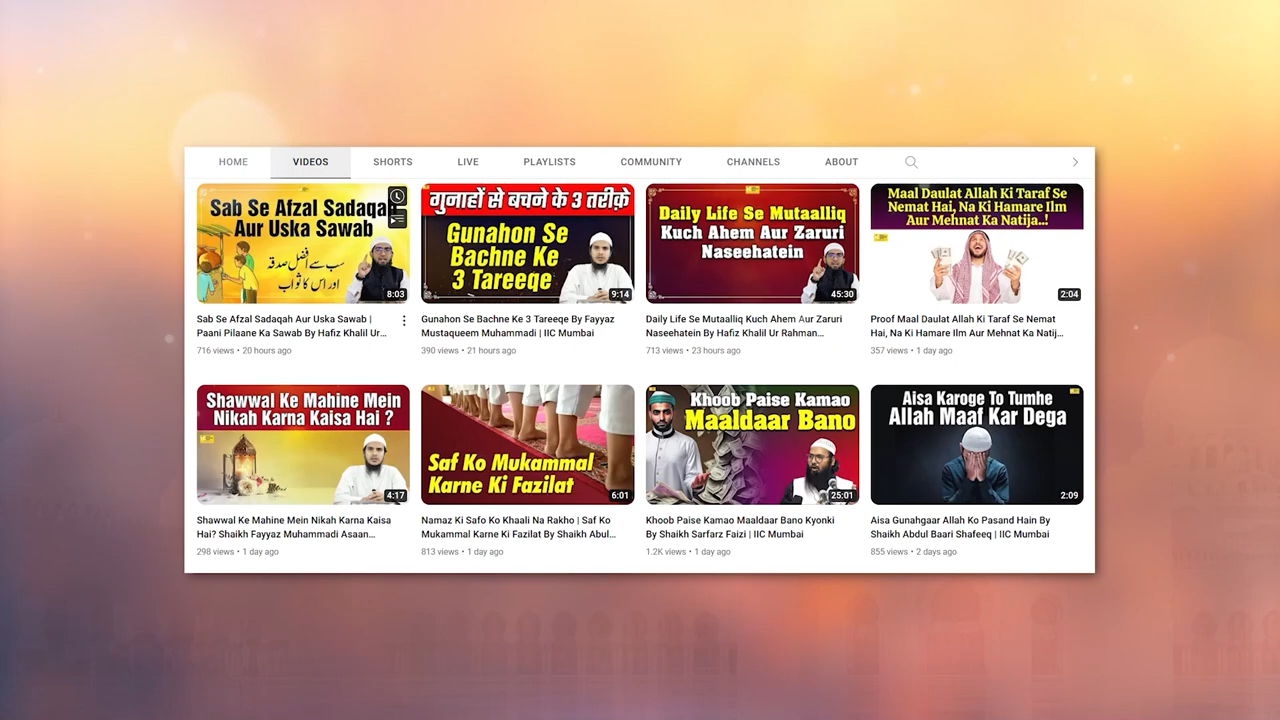 HOME VIDEOS SHORTS LIVE PLAYLISTS COMMUNITY CHANNELS ABOUT
Sab Se Afzal Sadaqah
Aur Uska Sawab
سب سے افضل صدقہ
اور اس کا ثواب
8:03
Sab Se Afzal Sadaqah Aur Uska Sawab |
Paani Pilaane Ka Sawab By Hafiz Khalil Ur...
716 views • 20 hours ago
गुनाहों से बचने के 3 तरीक़े
Gunahon Se
Bachne Ke
3 Tareeqe
9:14
Gunahon Se Bachne Ke 3 Tareeqe By Fayyaz
Mustaqueem Muhammadi | IIC Mumbai
390 views • 21 hours ago
Daily Life Se Mutaalliq
Kuch Ahem Aur Zaruri
Naseehatein
45:30
Daily Life Se Mutaalliq Kuch Ahem Aur Zaruri
Naseehatein By Hafiz Khalil Ur Rahman...
713 views • 23 hours ago
Maal Daulat Allah Ki Taraf Se
Nemat Hai, Na Ki Hamare Ilm
Aur Mehnat Ka Natija..!
2:04
Proof Maal Daulat Allah Ki Taraf Se Nemat
Hai, Na Ki Hamare Ilm Aur Mehnat Ka Natij...
357 views • 1 day ago
Shawwal Ke Mahine Mein
Nikah Karna Kaisa Hai ?
4:17
Shawwal Ke Mahine Mein Nikah Karna Kaisa
Hai? Shaikh Fayyaz Muhammadi Asaan...
298 views • 1 day ago
Saf Ko Mukammal
Karne Ki Fazilat
6:01
Namaz Ki Safo Ko Khaali Na Rakho | Saf Ko
Mukammal Karne Ki Fazilat By Shaikh Abul...
813 views • 1 day ago
Khoob Paise Kamao
Maaldaar Bano
25:01
Khoob Paise Kamao Maaldaar Bano Kyonki
By Shaikh Sarfarz Faizi | IIC Mumbai
1.2K views • 1 day ago
Aisa Karoge To Tumhe
Allah Maaf Kar Dega
2:09
Aisa Gunahgaar Allah Ko Pasand Hain By
Shaikh Abdul Baari Shafeeq | IIC Mumbai
855 views • 2 days ago